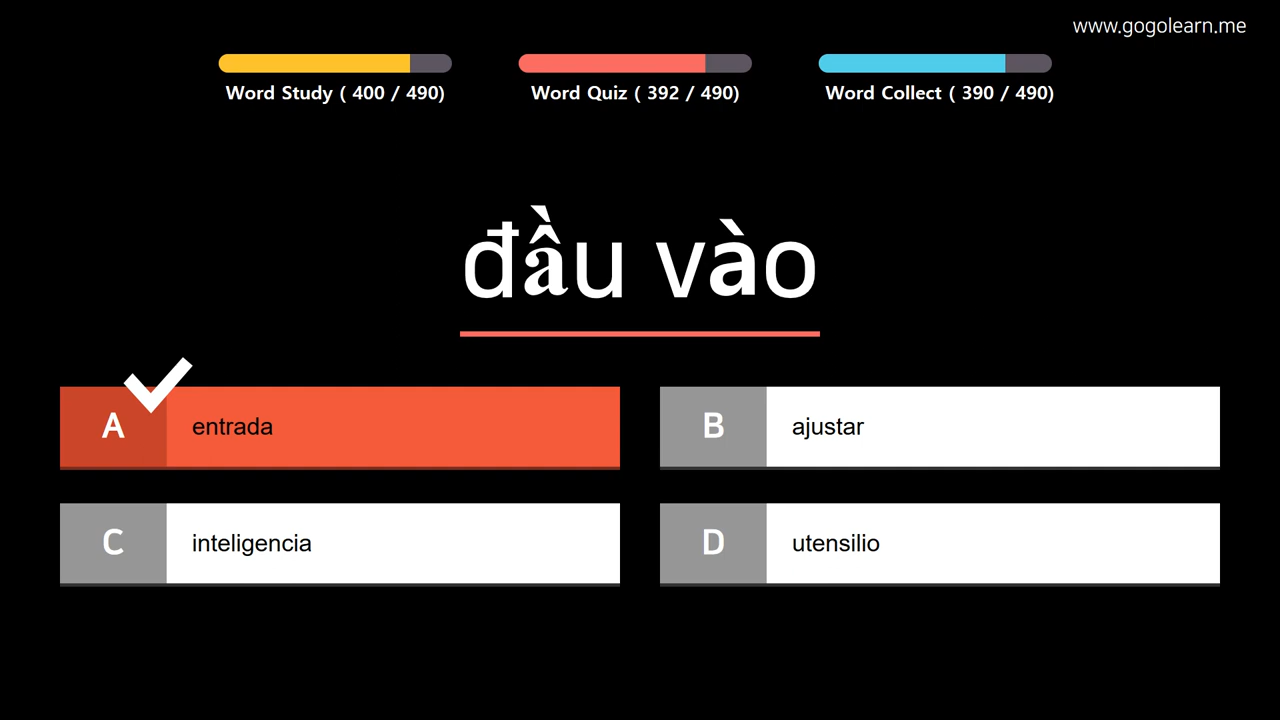 www.gogolearn.me
Word Study ( 400 / 490)
Word Quiz ( 392 / 490)
Word Collect ( 390 / 490)
đầu vào
A entrada
B ajustar
C inteligencia
D utensilio